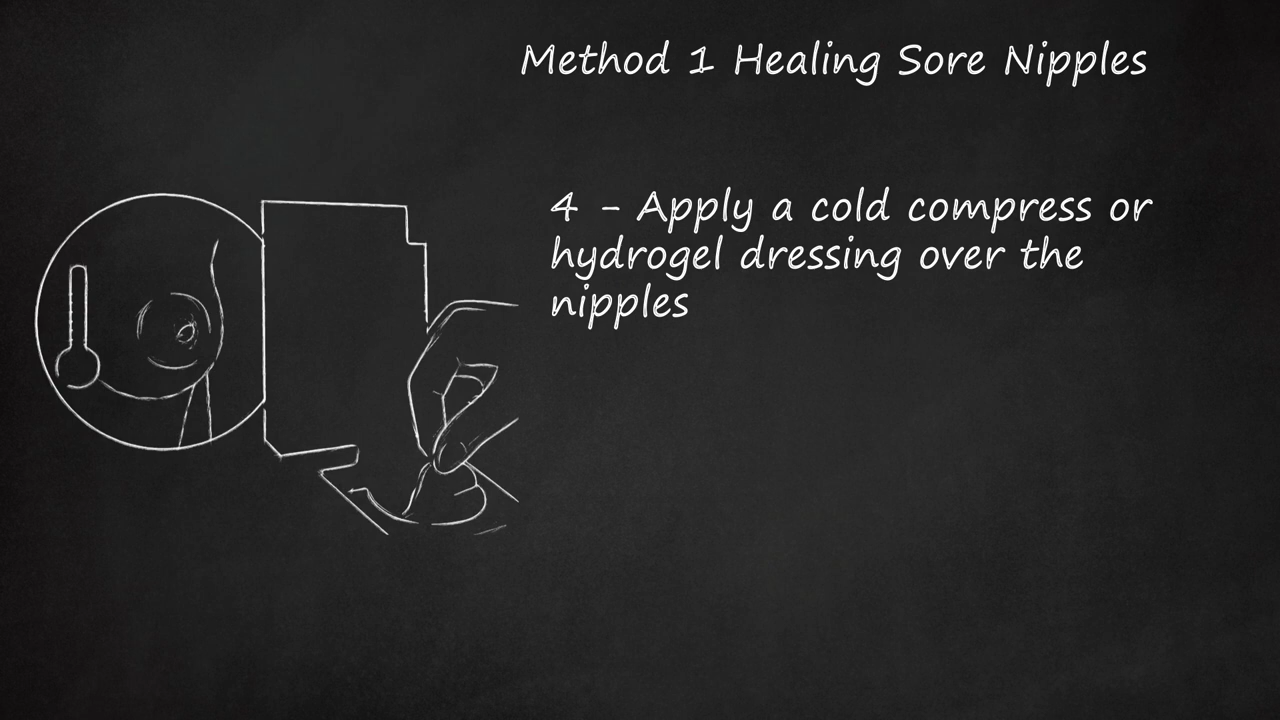 Method 1 Healing Sore Nipples
4 - Apply a cold compress or
hydrogel dressing over the
nipples